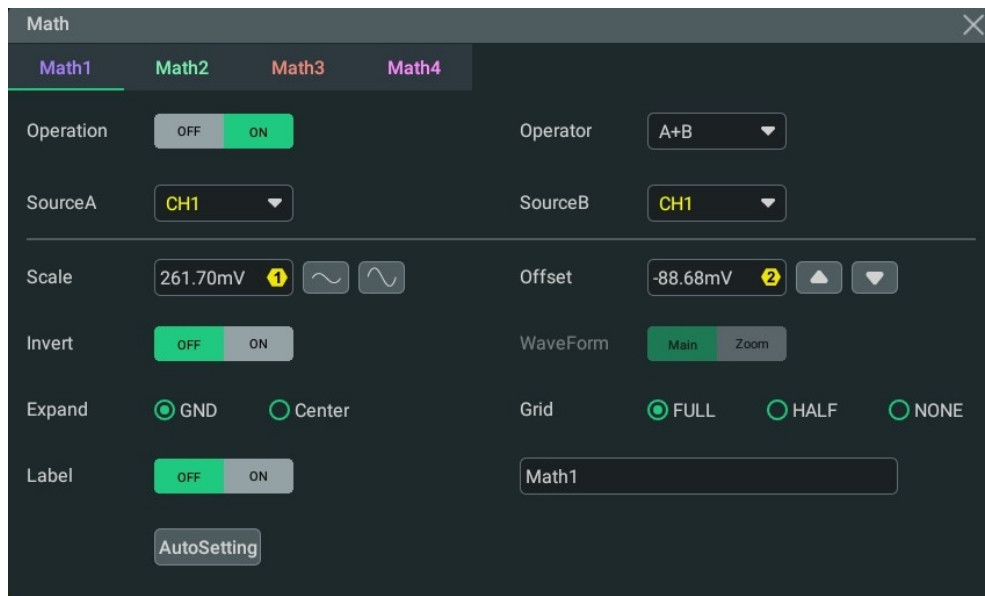 Math
Math1 Math2 Math3 Math4
Operation OFF ON Operator A+B
SourceA CH1 SourceB CH1
Scale 261.70mV 1 Offset -88.68mV 2
Invert OFF ON WaveForm Main Zoom
Expand GND Center Grid FULL HALF NONE
Label OFF ON Math1
AutoSetting